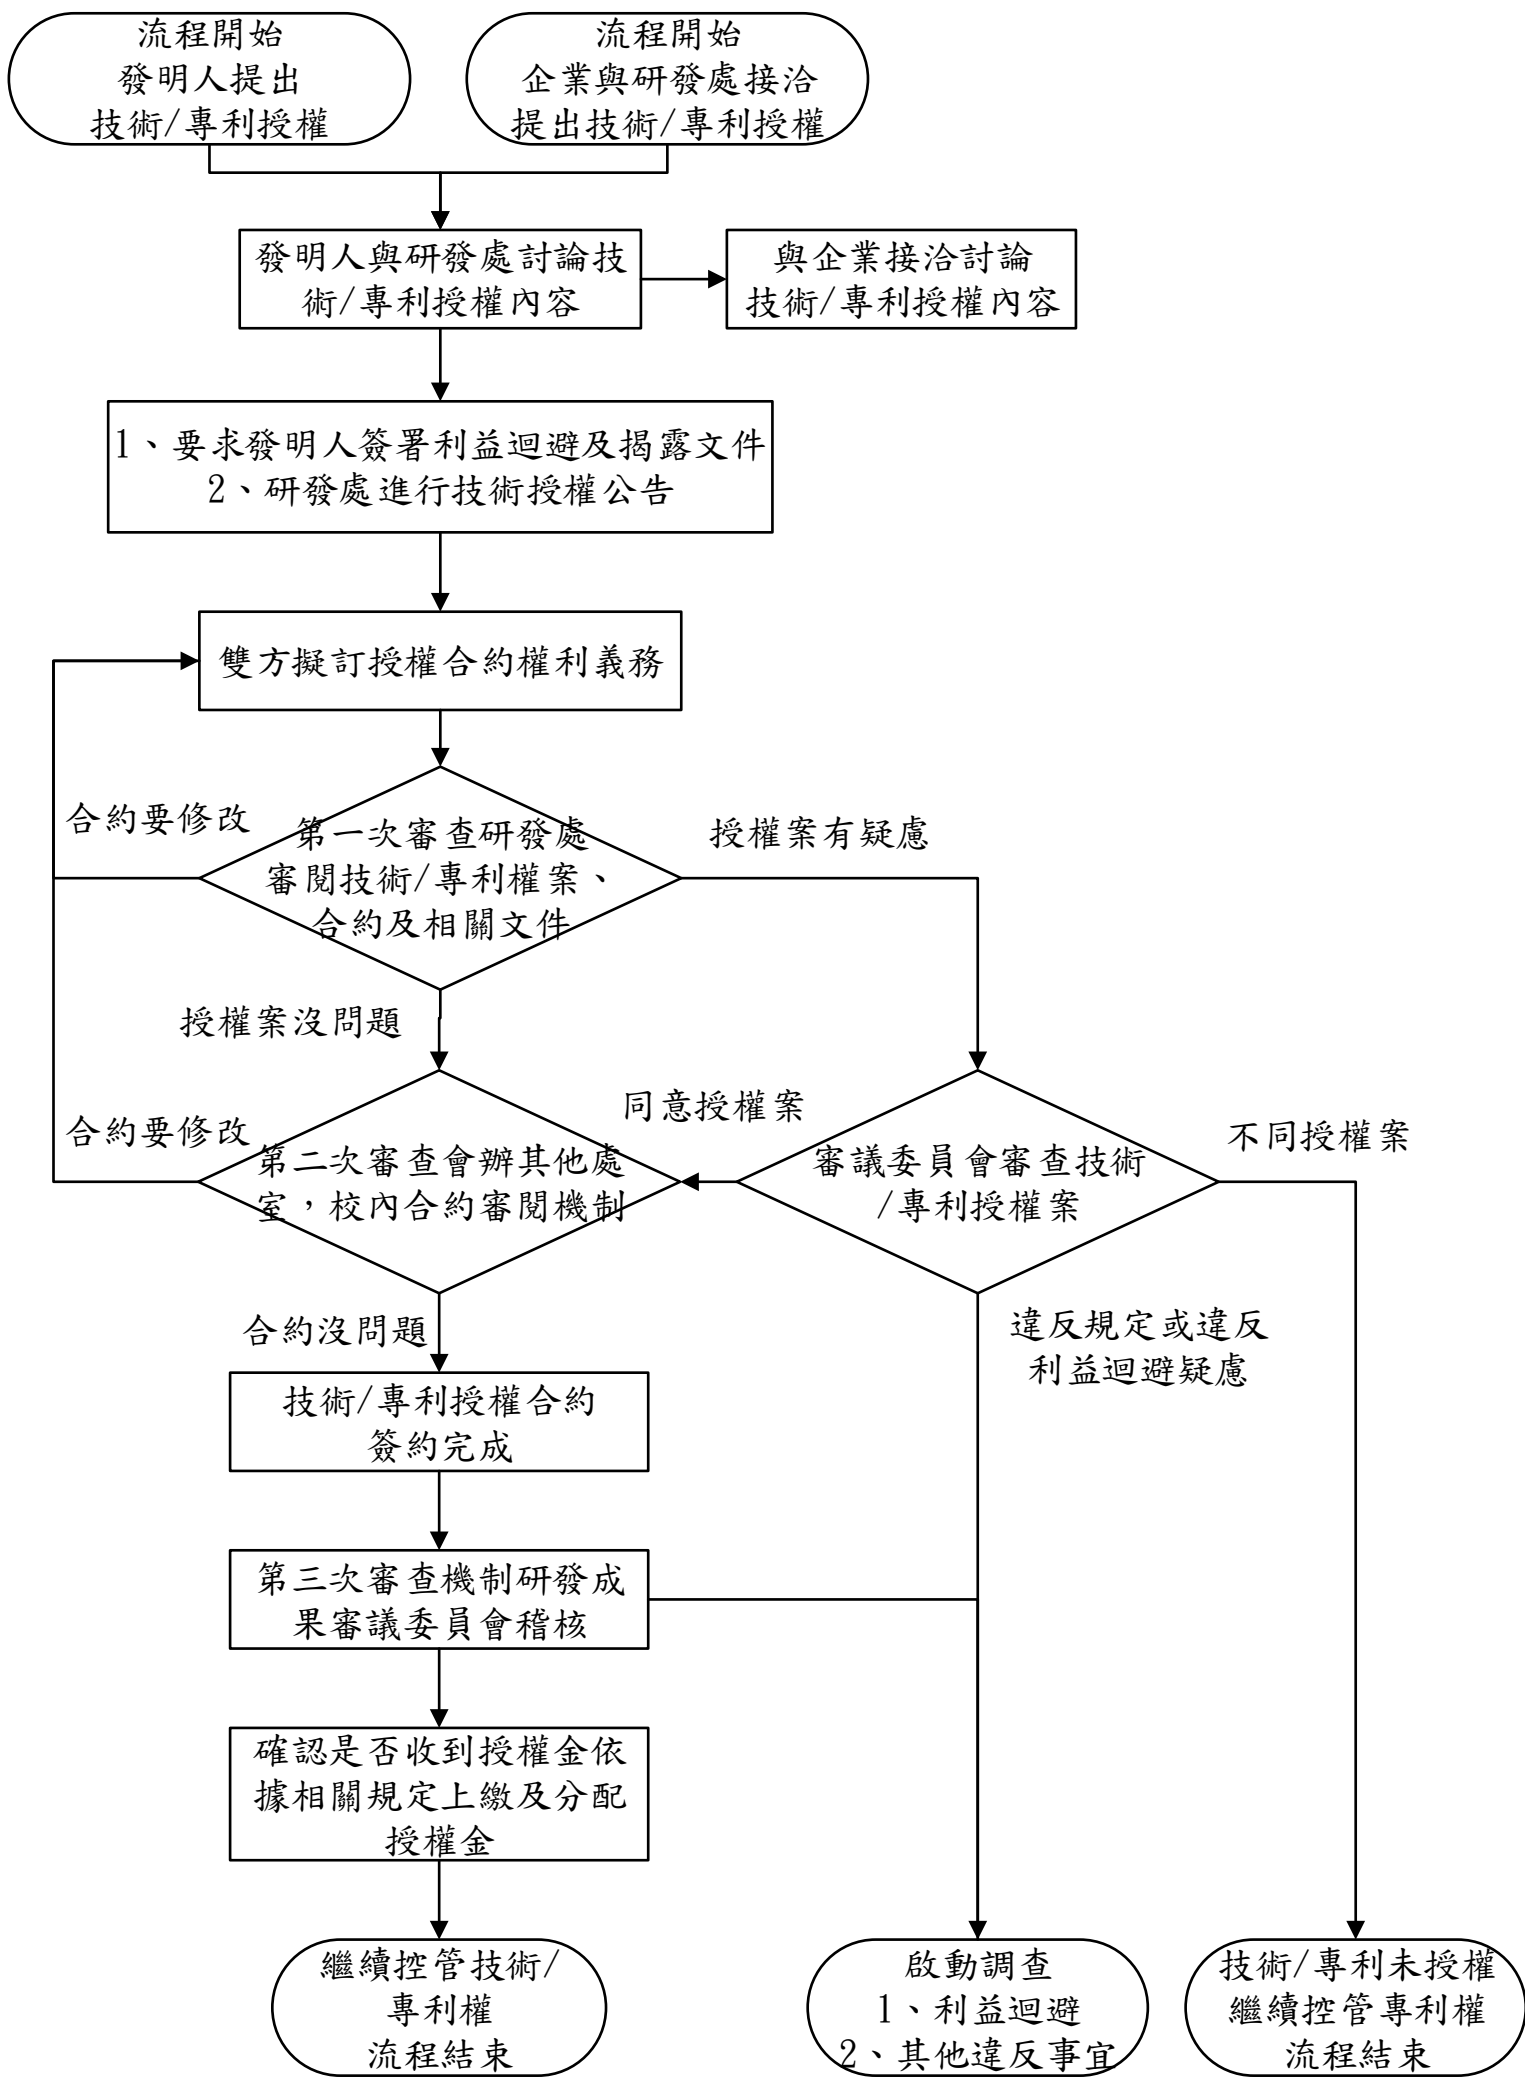 流程開始
發明人提出
技術/專利授權
流程開始
企業與研發處接洽
提出技術/專利授權
發明人與研發處討論技
術/專利授權內容
與企業接洽討論
技術/專利授權內容
1、要求發明人簽署利益迴避及揭露文件
2、研發處進行技術授權公告
雙方擬訂授權合約權利義務
合約要修改
第一次審查研發處
審閱技術/專利權案、
合約及相關文件
授權案有疑慮
授權案沒問題
合約要修改
第二次審查會辦其他處
室，校內合約審閱機制
同意授權案
審議委員會審查技術
/專利授權案
不同授權案
合約沒問題
違反規定或違反
利益迴避疑慮
技術/專利授權合約
簽約完成
第三次審查機制研發成
果審議委員會稽核
確認是否收到授權金依
據相關規定上繳及分配
授權金
繼續控管技術/
專利權
流程結束
啟動調查
1、利益迴避
2、其他違反事宜
技術/專利未授權
繼續控管專利權
流程結束